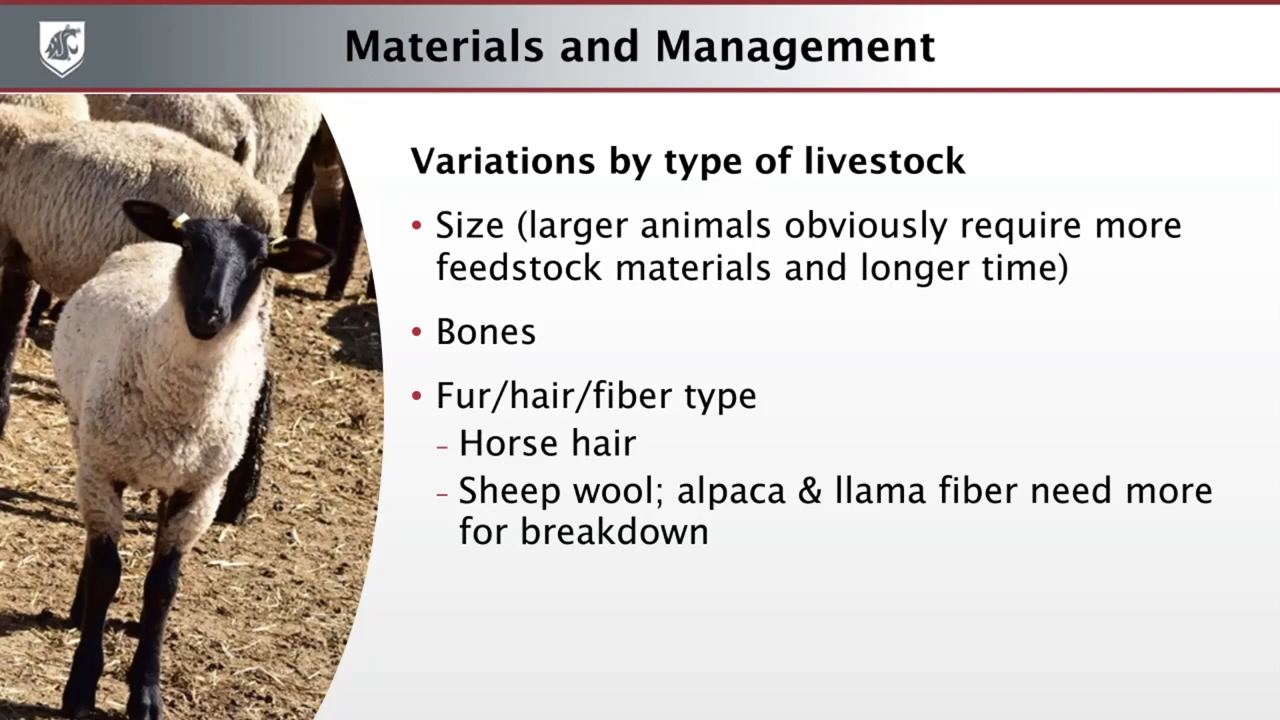 Materials and Management
Variations by type of livestock
• Size (larger animals obviously require more
feedstock materials and longer time)
• Bones
• Fur/hair/fiber type
– Horse hair
– Sheep wool; alpaca & llama fiber need more
for breakdown